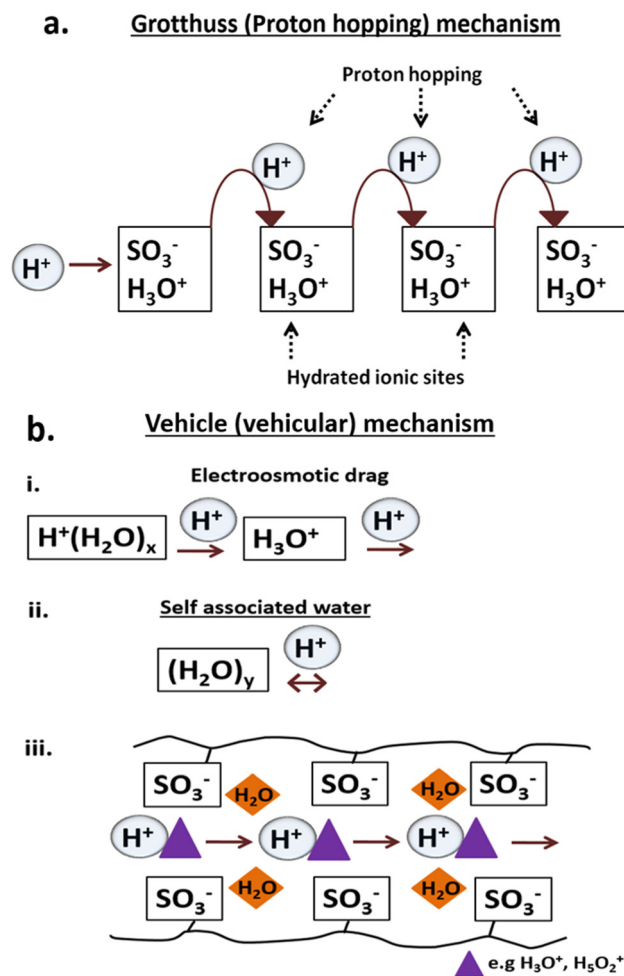 a. Grotthuss (Proton hopping) mechanism
Proton hopping
H⁺ H⁺ H⁺
H⁺
SO₃⁻ SO₃⁻ SO₃⁻ SO₃⁻
H₃O⁺ H₃O⁺ H₃O⁺ H₃O⁺
Hydrated ionic sites
b. Vehicle (vehicular) mechanism
Electroosmotic drag
i.
H⁺ H⁺
H⁺(H₂O)ₓ H₃O⁺
ii. Self associated water
H⁺
(H₂O)y
iii.
SO₃⁻ H₂O SO₃⁻ H₂O SO₃⁻
H⁺ H⁺ H⁺
SO₃⁻ H₂O SO₃⁻ H₂O SO₃⁻
e.g H₃O⁺, H₅O₂⁺